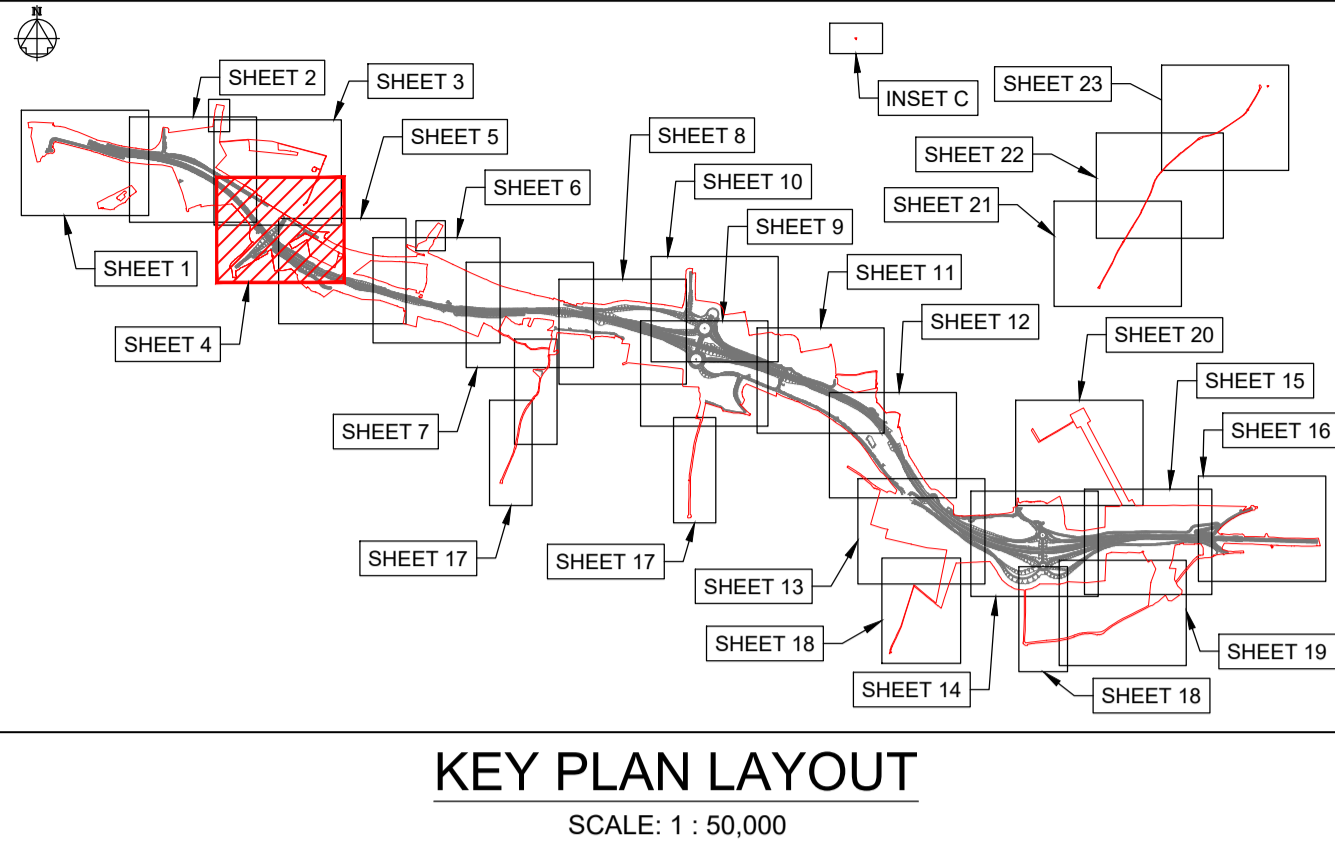 N
SHEET 2
SHEET 3
INSET C
SHEET 23
SHEET 5
SHEET 8
SHEET 22
SHEET 6
SHEET 10
SHEET 21
SHEET 9
SHEET 1
SHEET 11
SHEET 4
SHEET 12
SHEET 20
SHEET 15
SHEET 7
SHEET 16
SHEET 17
SHEET 17
SHEET 13
SHEET 18
SHEET 19
SHEET 14
SHEET 18
KEY PLAN LAYOUT
SCALE: 1 : 50,000